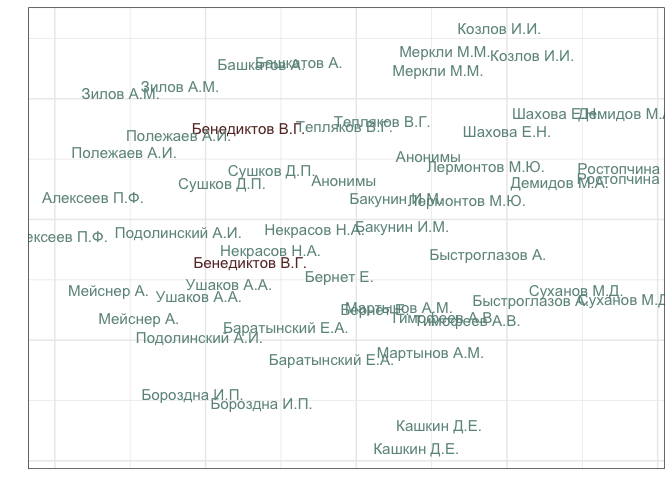 Козлов И.И.
Меркли М.М.
Козлов И.И.
Башкатов А.
Башкатов А.
Меркли М.М.
Зилов А.М.
Зилов А.М.
Шахова Е.Н.
Демидов М.А.
Тепляков В.Г.
Тепляков В.Г.
Бенедиктов В.Г.
Шахова Е.Н.
Полежаев А.И.
Полежаев А.И.
Анонимы
Лермонтов М.Ю.
Ростопчина
Сушков Д.П.
Ростопчина
Анонимы
Сушков Д.П.
Демидов М.А.
Алексеев П.Ф.
Бакунин И.М.
Лермонтов М.Ю.
Бакунин И.М.
Некрасов Н.А.
Подолинский А.И.
ексеев П.Ф.
Некрасов Н.А.
Быстроглазов А.
Бенедиктов В.Г.
Бернет Е.
Ушаков А.А.
Мейснер А.
Суханов М.Д.
Ушаков А.А.
Быстроглазов А.
Суханов М.Д.
Мартынов А.М.
Бернет Е.
Тимофеев А.В.
Тимофеев А.В.
Мейснер А.
Баратынский Е.А.
Подолинский А.И.
Мартынов А.М.
Баратынский Е.А.
Бороздна И.П.
Бороздна И.П.
Кашкин Д.Е.
Кашкин Д.Е.